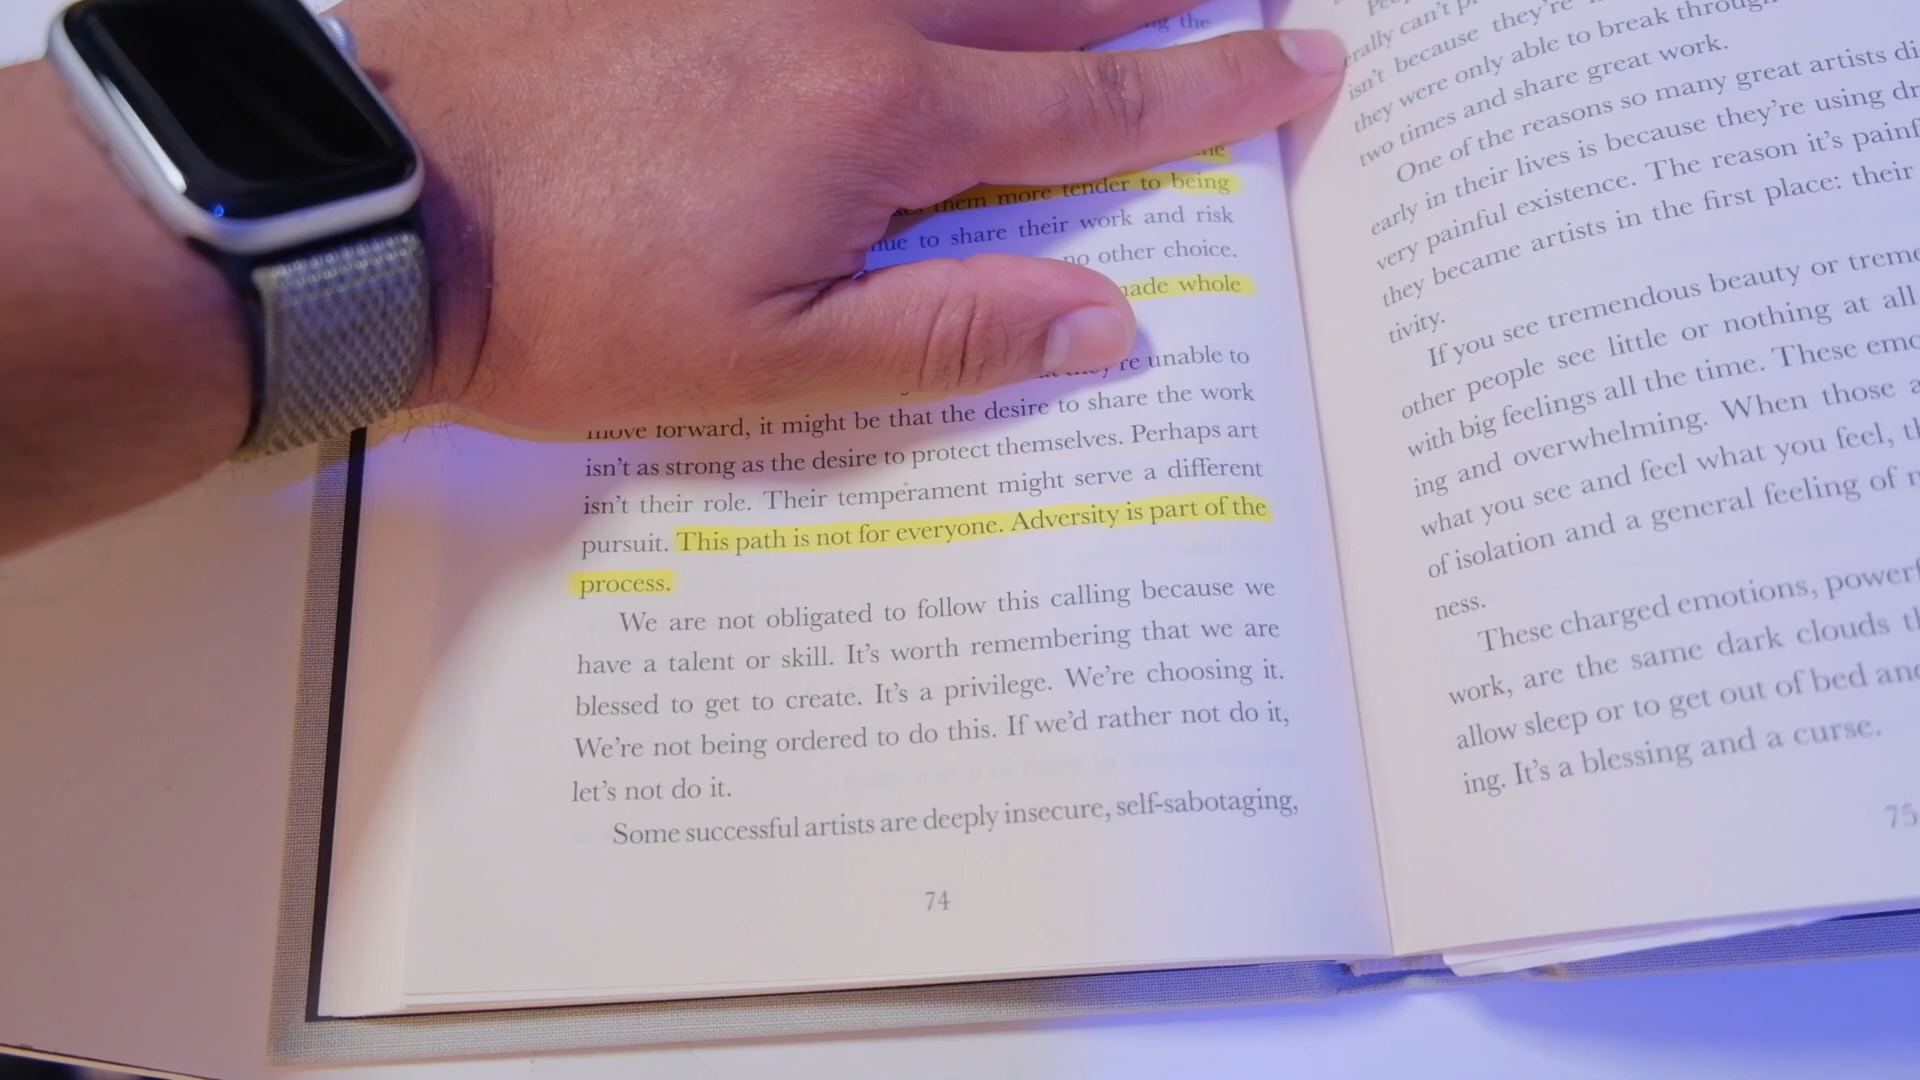 the
them more tender to being
to share their work and risk
no other choice.
whole
unable to
move forward, it might be that the desire to share the work
isn't as strong as the desire to protect themselves. Perhaps art
isn't their role. Their temperament might serve a different
pursuit. This path is not for everyone. Adversity is part of the
process.
We are not obligated to follow this calling because we
have a talent or skill. It's worth remembering that we are
blessed to get to create. It's a privilege. We're choosing it.
We're not being ordered to do this. If we'd rather not do it,
let's not do it.
Some successful artists are deeply insecure, self-sabotaging,
74
can't
isn't because they're
they were only able to break through
two times and share great work.
One of the reasons so many great artists
early in their lives is because they're using
very painful existence. The reason it's
they became artists in the first place: their
tivity.
If you see tremendous beauty or
other people see little or nothing at all
with big feelings all the time. These
ing and overwhelming. When those
what you see and feel what you feel,
of isolation and a general feeling of
ness.
These charged emotions,
work, are the same dark clouds
allow sleep or to get out of bed and
ing. It's a blessing and a curse.
75